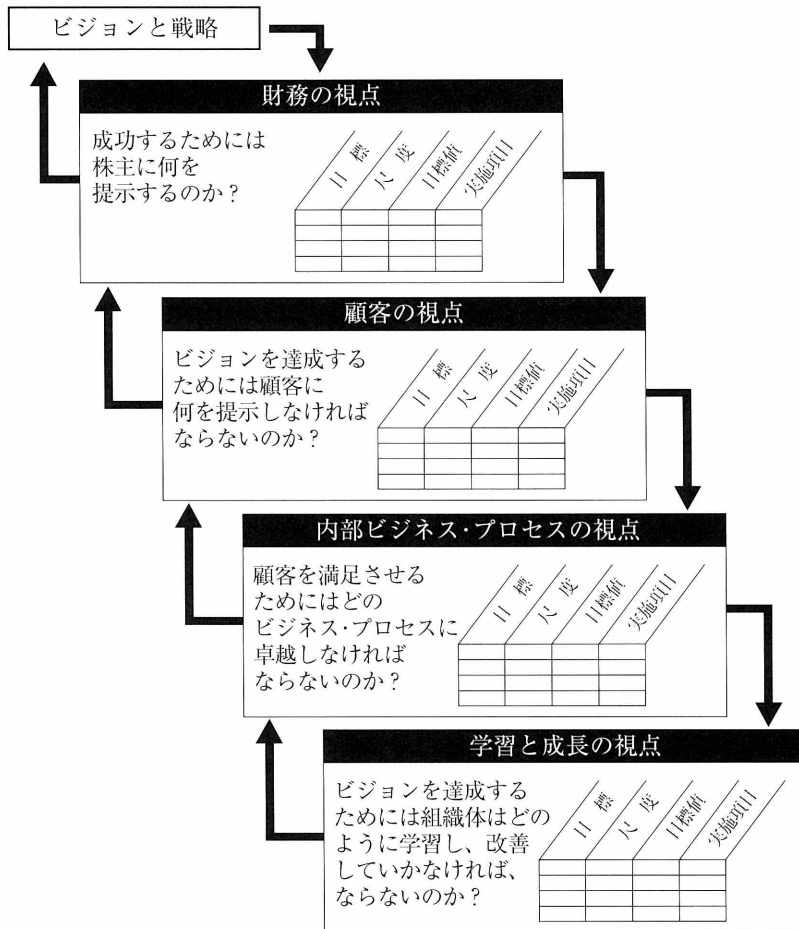 ビジョンと戦略
財務の視点
成功するためには
株主に何を
提示するのか?
目標
尺度
目標値
実施項目
顧客の視点
ビジョンを達成する
ためには顧客に
何を提示しなければ
ならないのか?
目標
尺度
目標値
実施項目
内部ビジネス・プロセスの視点
顧客を満足させる
ためにはどの
ビジネス・プロセスに
卓越しなければ
ならないのか?
目標
尺度
目標値
実施項目
学習と成長の視点
ビジョンを達成する
ためには組織体はどの
ように学習し、改善
していかなければ、
ならないのか?
目標
尺度
目標値
実施項目